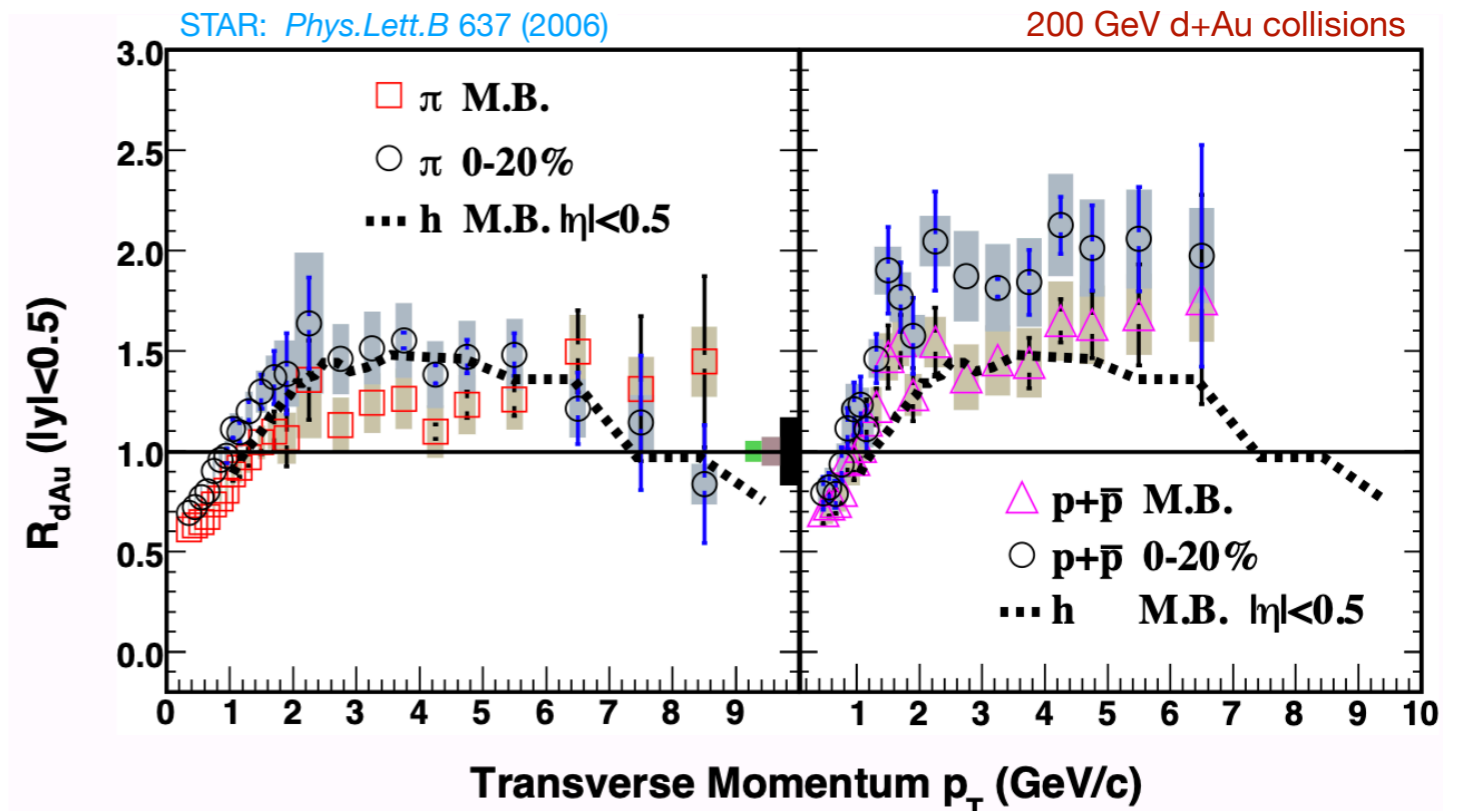 STAR: Phys.Lett.B 637 (2006)
200 GeV d+Au collisions
R_dAu (|y|<0.5)
3.0
2.5
2.0
1.5
1.0
0.5
0.0
π M.B.
π 0-20%
h M.B. |η|<0.5
p+p̅ M.B.
p+p̅ 0-20%
h M.B. |η|<0.5
0 1 2 3 4 5 6 7 8 9
1 2 3 4 5 6 7 8 9 10
Transverse Momentum p_T (GeV/c)